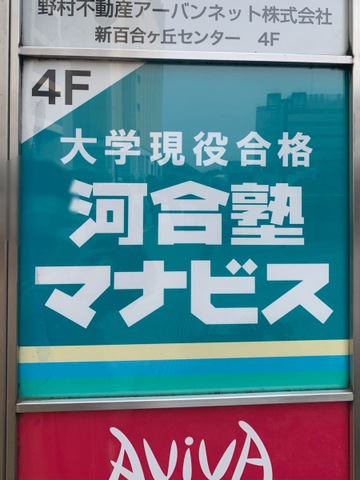 野村不動産アーバンネット株式会社
新百合ヶ丘センター 4F
4F
大学現役合格
河合塾
マナビス
AViVA